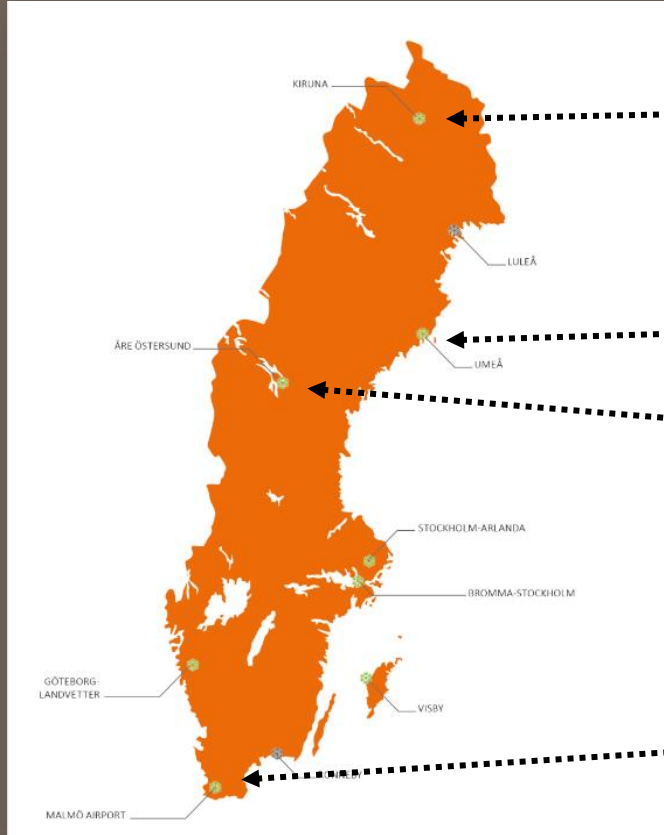 KIRUNA
LULEÅ
ÅRE ÖSTERSUND
UMEÅ
STOCKHOLM-ARLANDA
BROMMA-STOCKHOLM
GÖTEBORG-
LANDVETTER
VISBY
MALMÖ AIRPORT